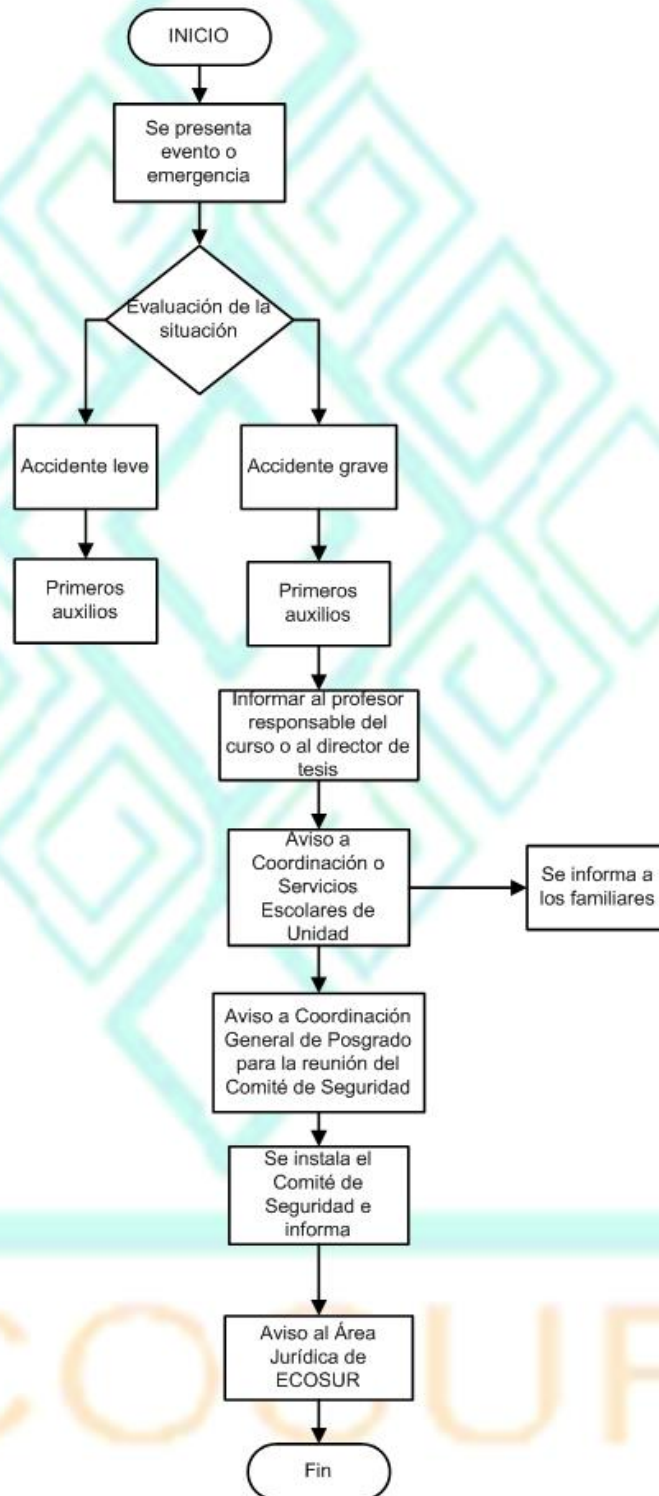 INICIO
Se presenta
evento o
emergencia
Evaluación de la
situación
Accidente leve
Accidente grave
Primeros
auxilios
Primeros
auxilios
Informar al profesor
responsable del
curso o al director de
tesis
Aviso a
Coordinación o
Servicios
Escolares de
Unidad
Se informa a
los familiares
Aviso a Coordinación
General de Posgrado
para la reunión del
Comité de Seguridad
Se instala el
Comité de
Seguridad e
informa
Aviso al Área
Jurídica de
ECOSUR
Fin
COSUR